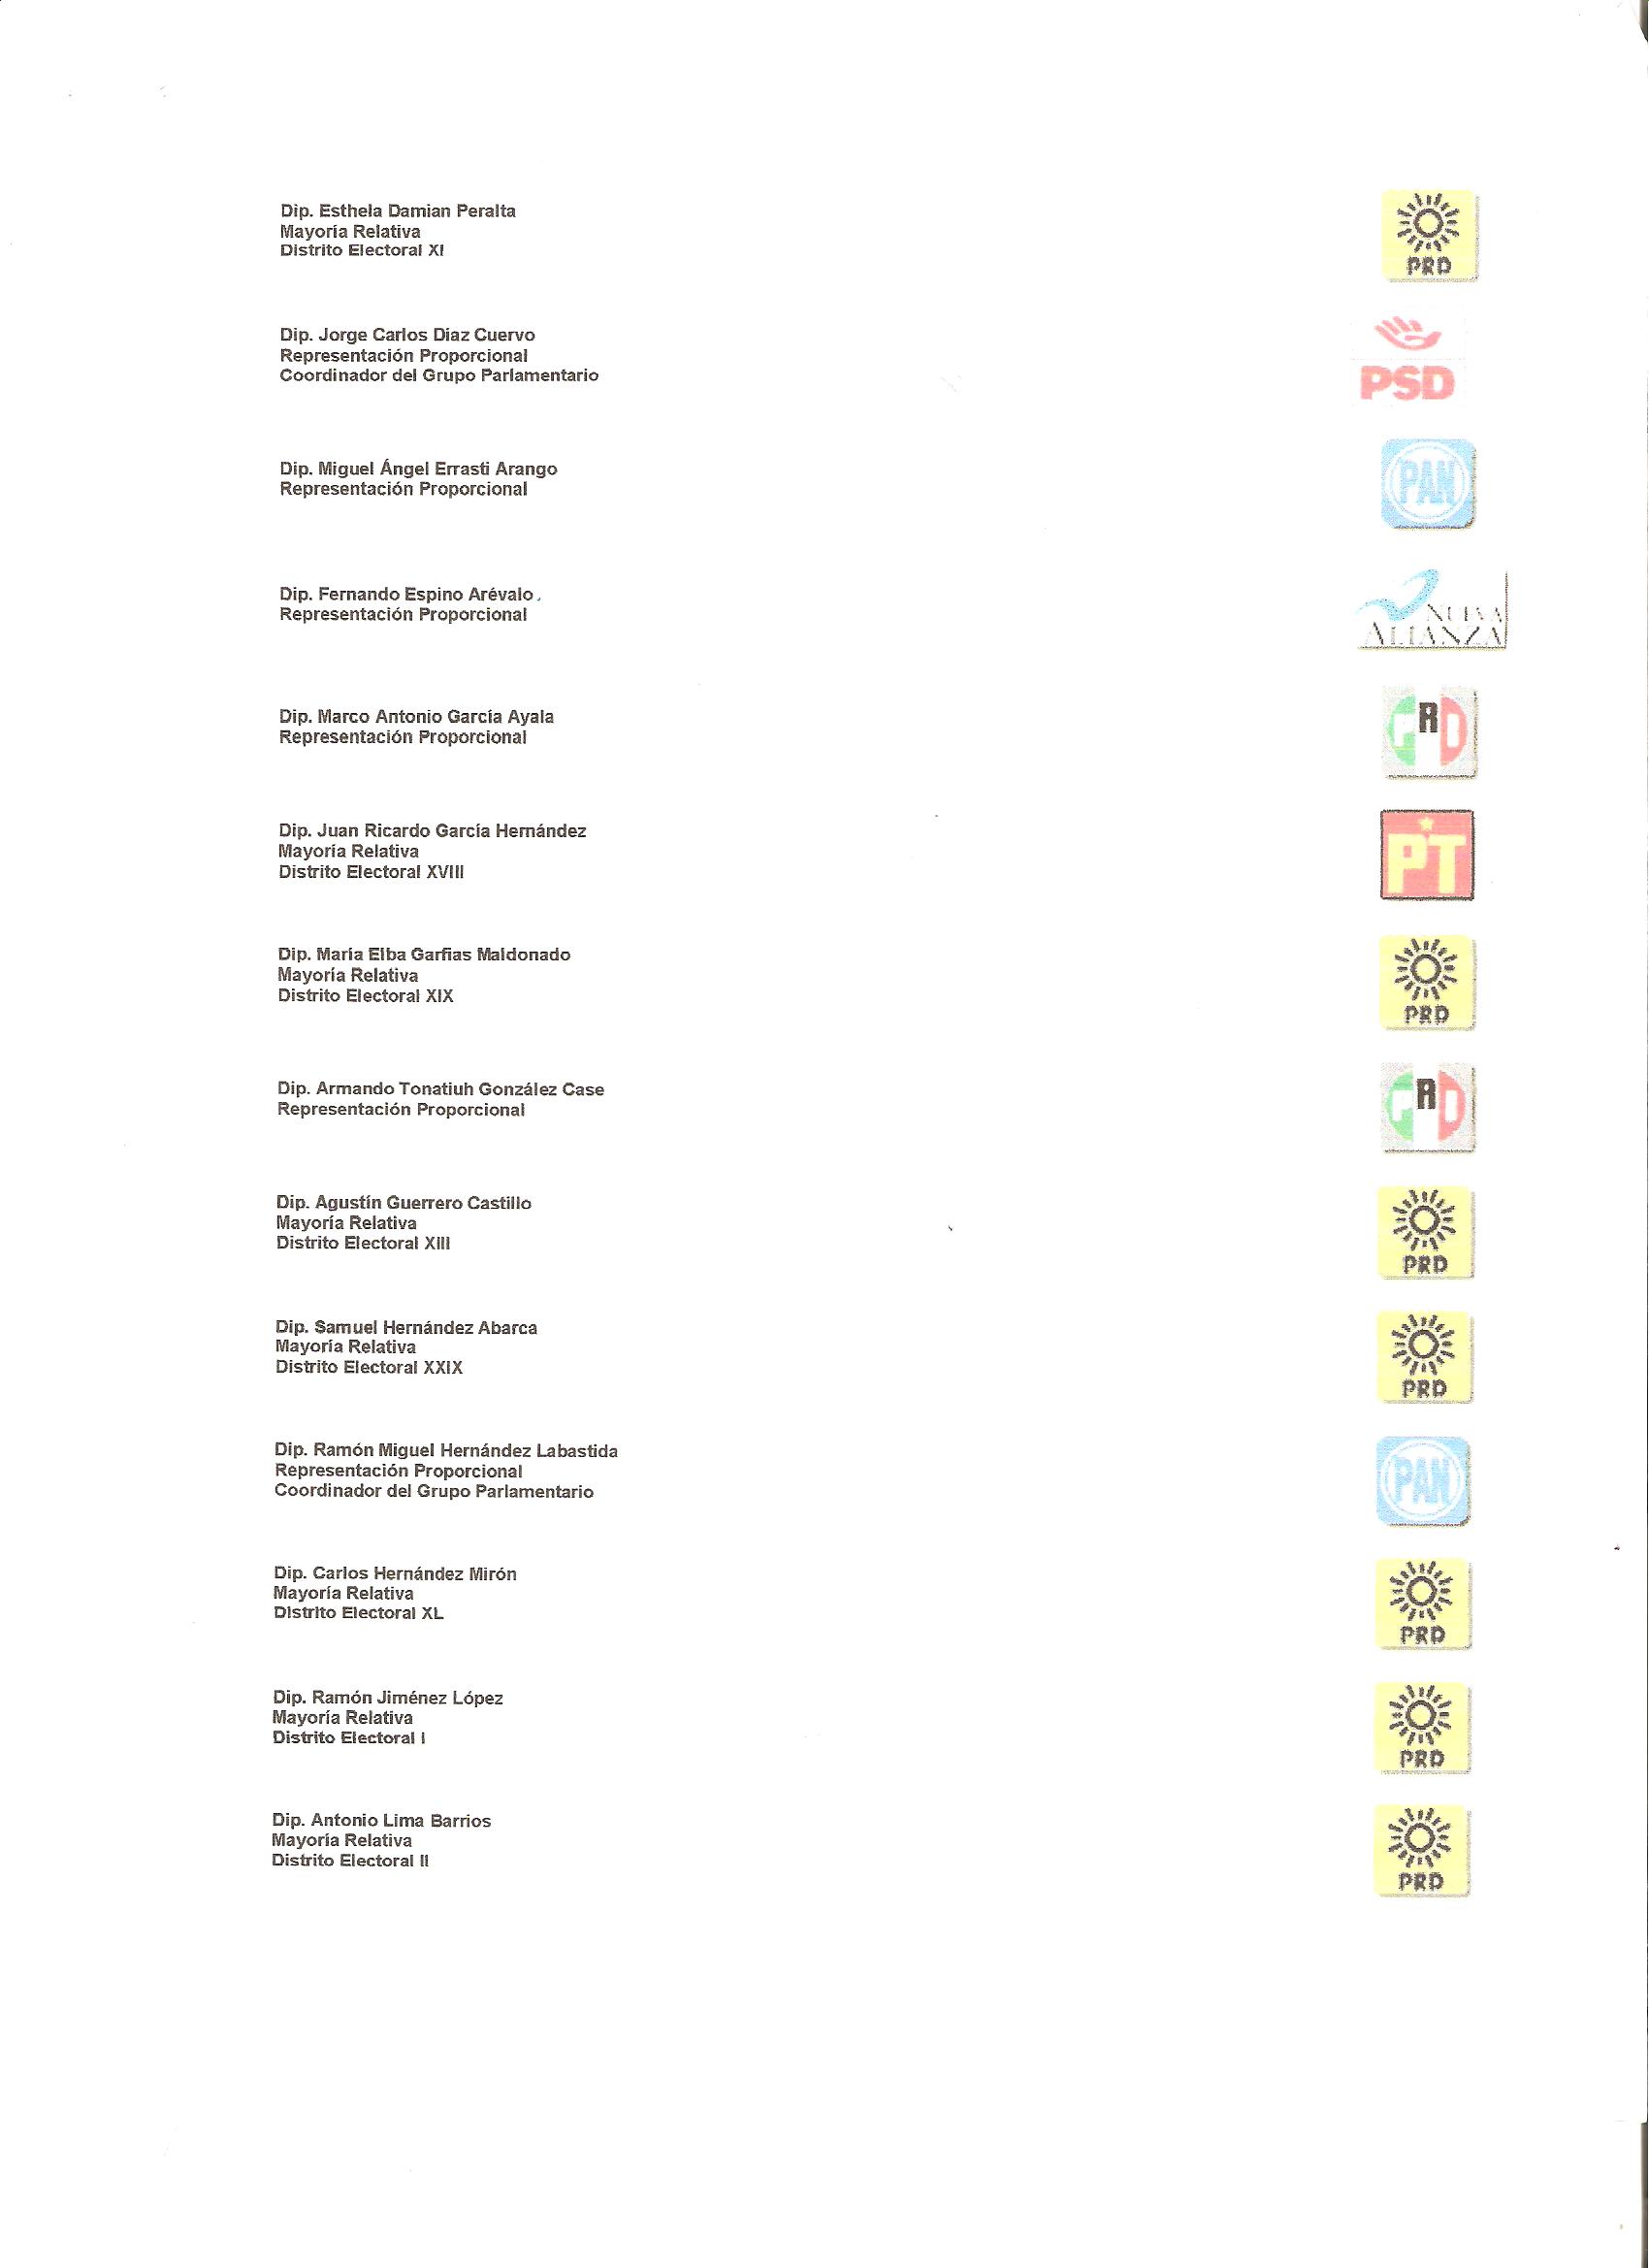 Dip. Esthela Damian Peralta
Mayoría Relativa
Distrito Electoral XI
PRD
Dip. Jorge Carlos Diaz Cuervo
Representación Proporcional
Coordinador del Grupo Parlamentario
PSD
Dip. Miguel Ángel Errasti Arango
Representación Proporcional
PAN
Dip. Fernando Espino Arévalo.
Representación Proporcional
NUEVA
ALIANZA
Dip. Marco Antonio García Ayala
Representación Proporcional
PRI
Dip. Juan Ricardo García Hernández
Mayoría Relativa
Distrito Electoral XVIII
PT
Dip. María Elba Garfias Maldonado
Mayoría Relativa
Distrito Electoral XIX
PRD
Dip. Armando Tonatiuh González Case
Representación Proporcional
PRI
Dip. Agustín Guerrero Castillo
Mayoría Relativa
Distrito Electoral XIII
PRD
Dip. Samuel Hernández Abarca
Mayoría Relativa
Distrito Electoral XXIX
PRD
Dip. Ramón Miguel Hernández Labastida
Representación Proporcional
Coordinador del Grupo Parlamentario
PAN
Dip. Carlos Hernández Mirón
Mayoría Relativa
Distrito Electoral XL
PRD
Dip. Ramón Jiménez López
Mayoría Relativa
Distrito Electoral I
PRD
Dip. Antonio Lima Barrios
Mayoría Relativa
Distrito Electoral II
PRD